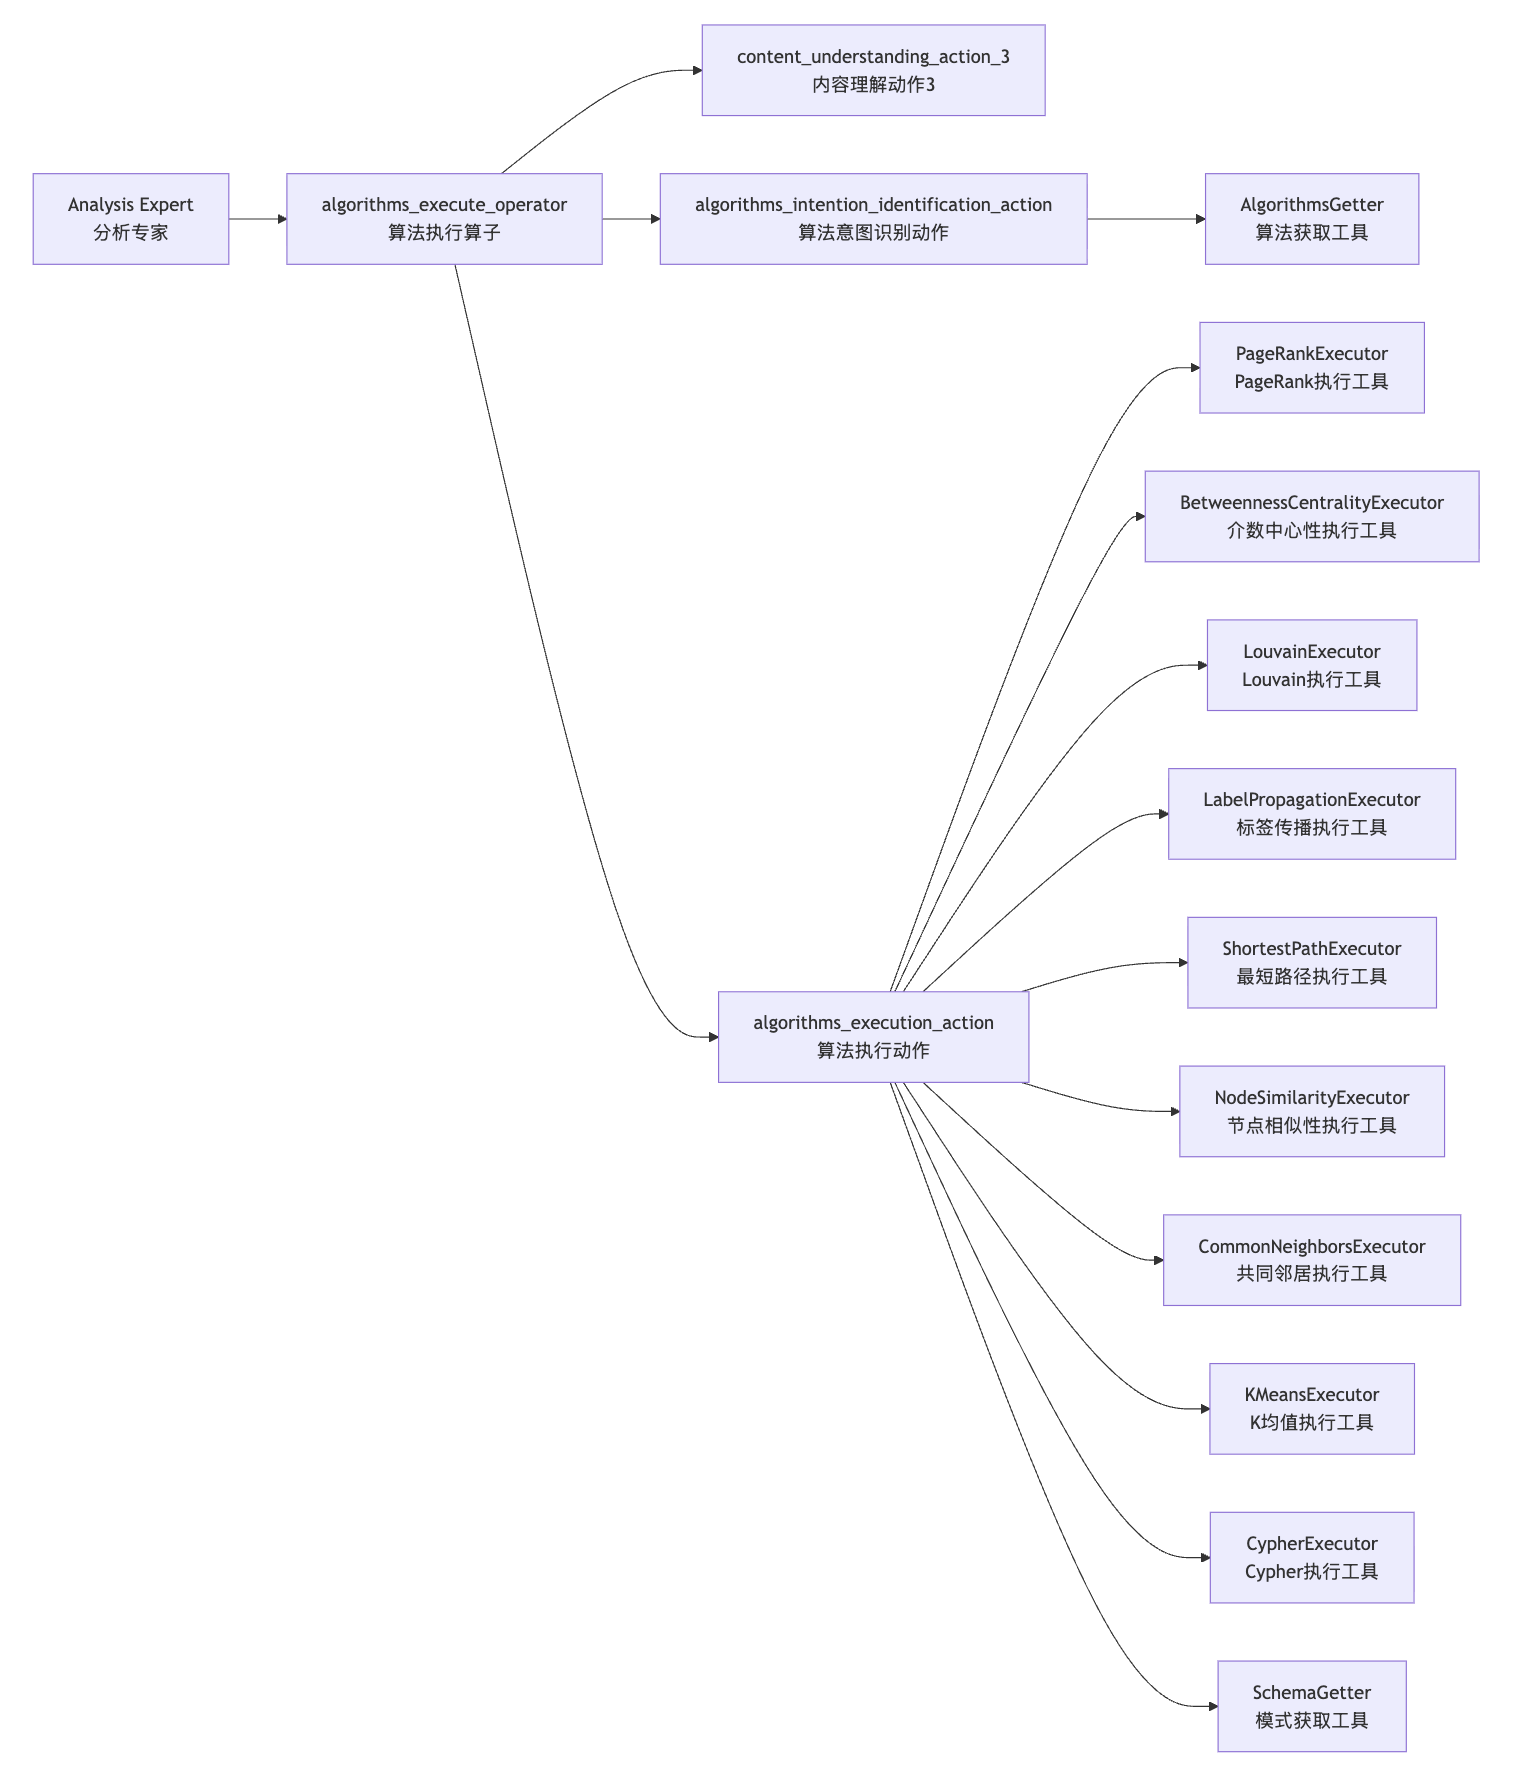 content_understanding_action_3
内容理解动作3
Analysis Expert
分析专家
algorithms_execute_operator
算法执行算子
algorithms_intention_identification_action
算法意图识别动作
AlgorithmsGetter
算法获取工具
PageRankExecutor
PageRank执行工具
BetweennessCentralityExecutor
介数中心性执行工具
LouvainExecutor
Louvain执行工具
LabelPropagationExecutor
标签传播执行工具
ShortestPathExecutor
最短路径执行工具
algorithms_execution_action
算法执行动作
NodeSimilarityExecutor
节点相似性执行工具
CommonNeighborsExecutor
共同邻居执行工具
KMeansExecutor
K均值执行工具
CypherExecutor
Cypher执行工具
SchemaGetter
模式获取工具